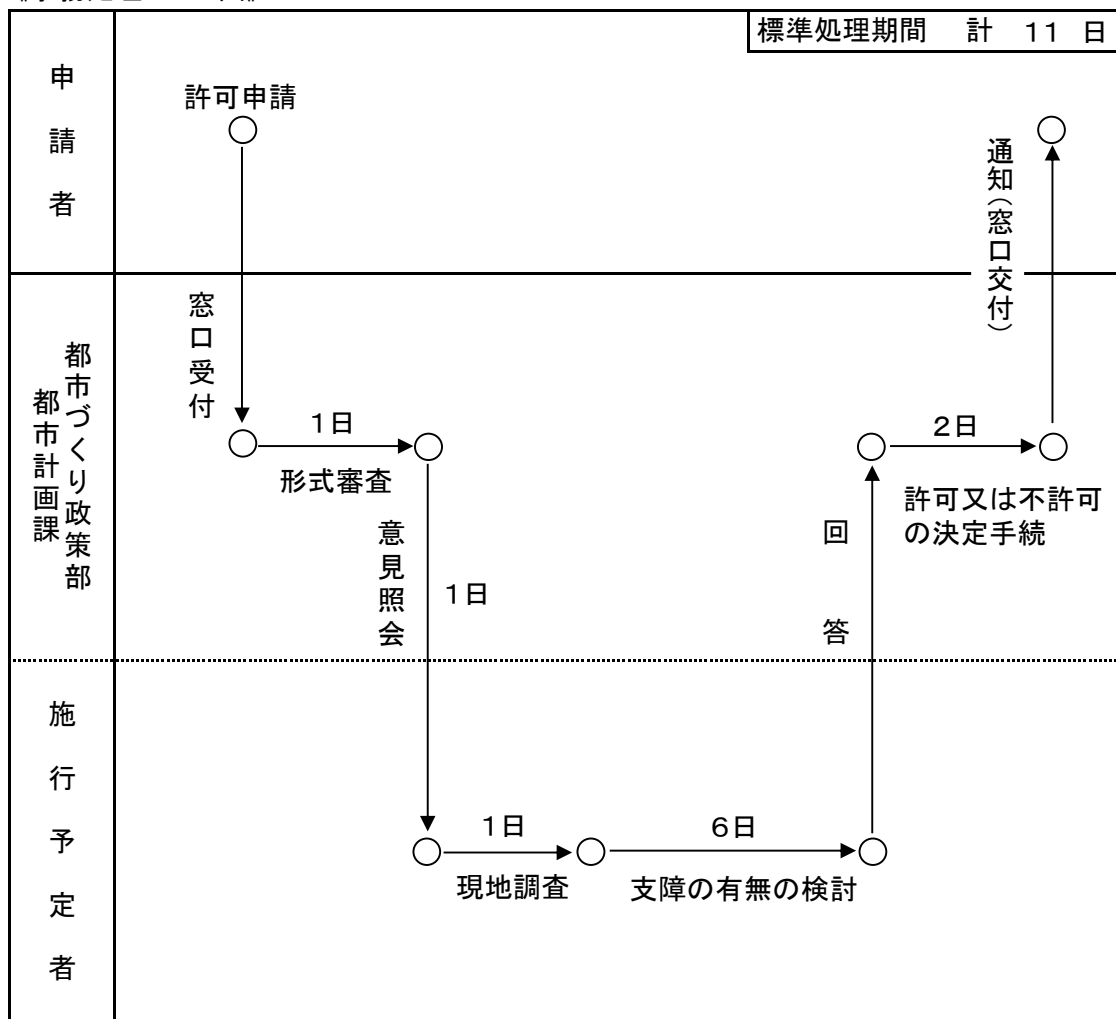 標準処理期間　計　11　日
申請者
許可申請
通知(窓口交付)
都市づくり政策部
都市計画課
窓口受付
1日
形式審査
意見照会
1日
回答
2日
許可又は不許可
の決定手続
施行予定者
1日
現地調査
6日
支障の有無の検討